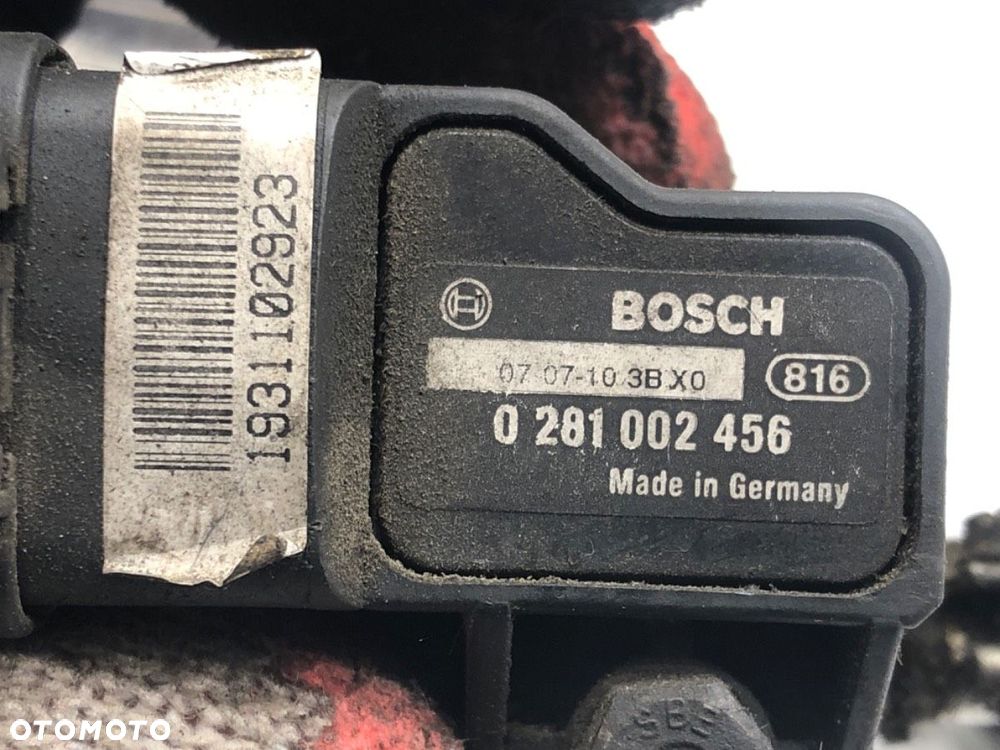 1931102923
BOSCH
07 07-10 3B X0
816
0 281 002 456
Made in Germany
OTOMOTO